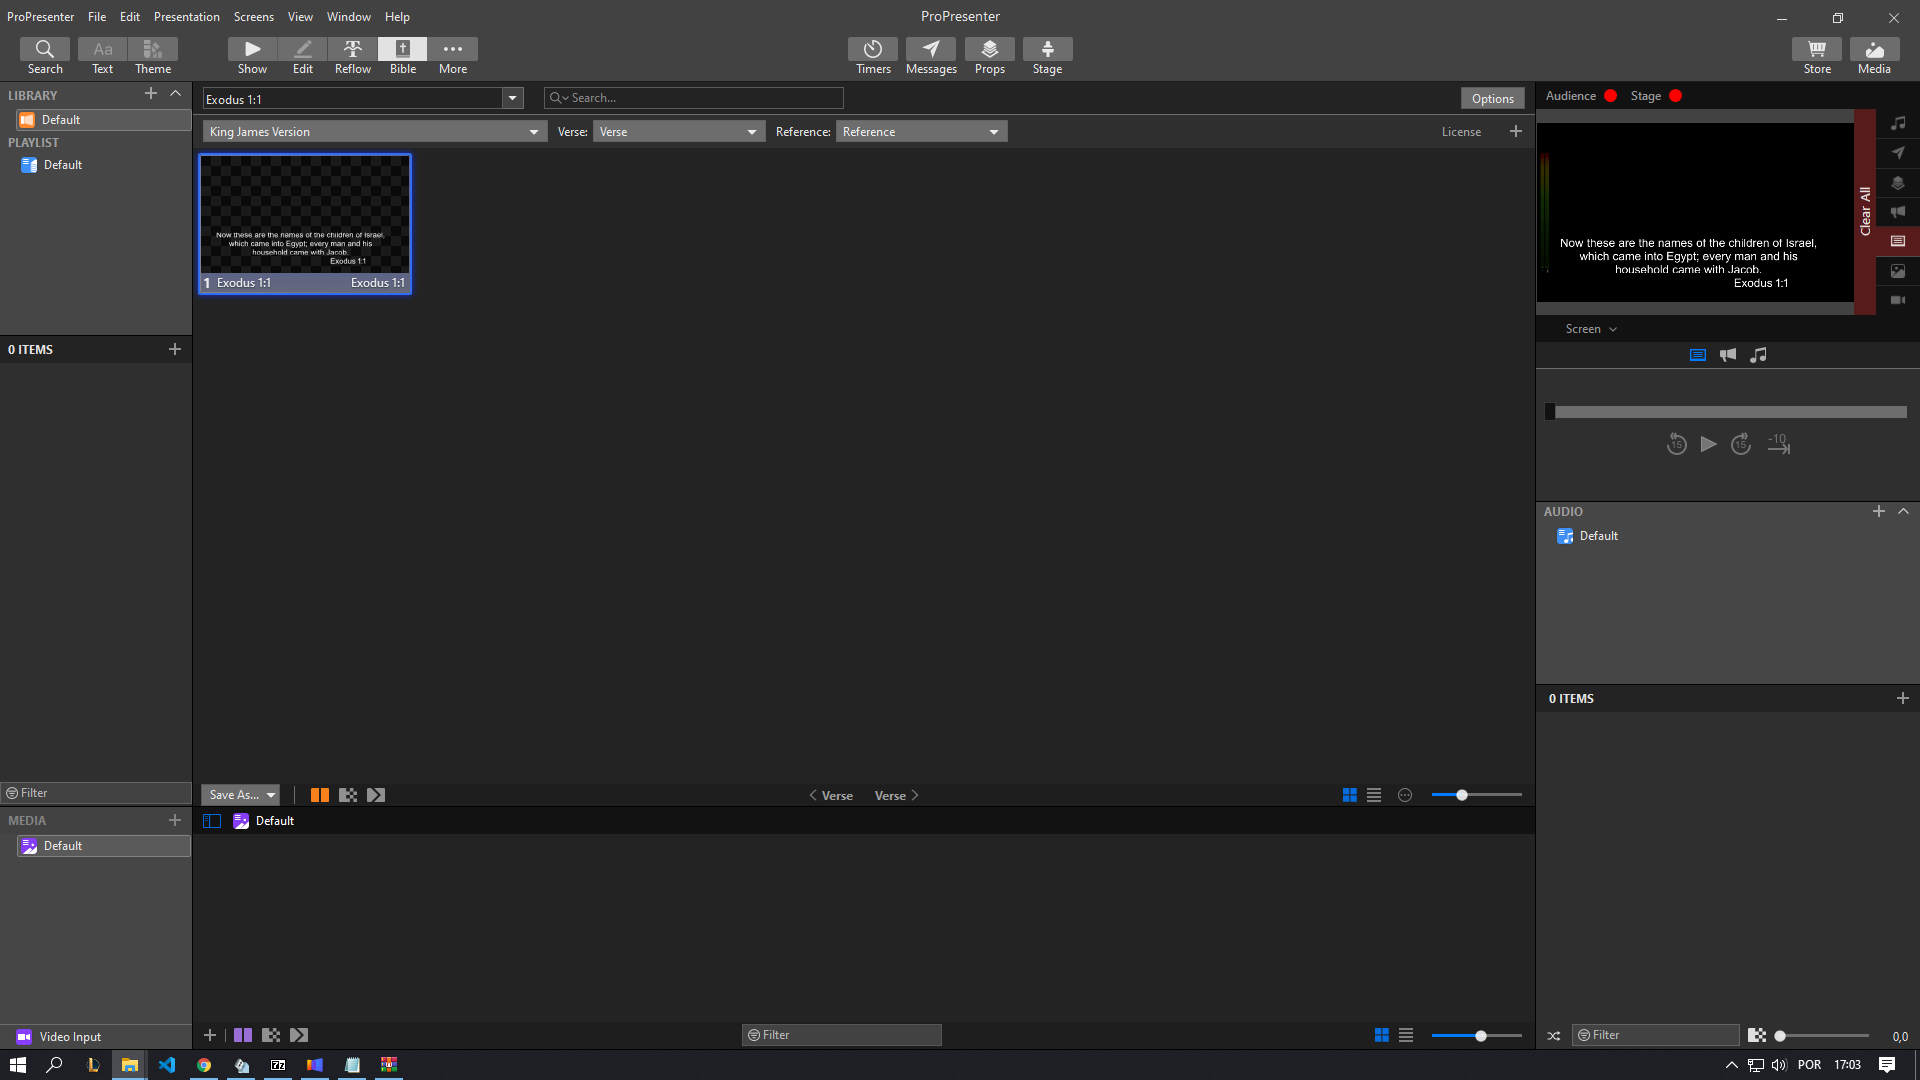 ProPresenter File Edit Presentation Screens View Window Help
ProPresenter
Search Text Theme Show Edit Reflow Bible More
Timers Messages Props Stage
Store Media
LIBRARY
Default
PLAYLIST
Default
0 ITEMS
Filter
MEDIA
Default
Video Input
Exodus 1:1
Search...
Options
King James Version Verse: Verse Reference: Reference
License
Now these are the names of the children of Israel,
which came into Egypt; every man and his
household came with Jacob.
Exodus 1:1
1 Exodus 1:1 Exodus 1:1
Save As...
Verse Verse
Default
Filter
Audience Stage
Now these are the names of the children of Israel,
which came into Egypt; every man and his
household came with Jacob.
Exodus 1:1
Clear All
Screen
15 15 -10
AUDIO
Default
0 ITEMS
Filter
0,0
POR 17:03